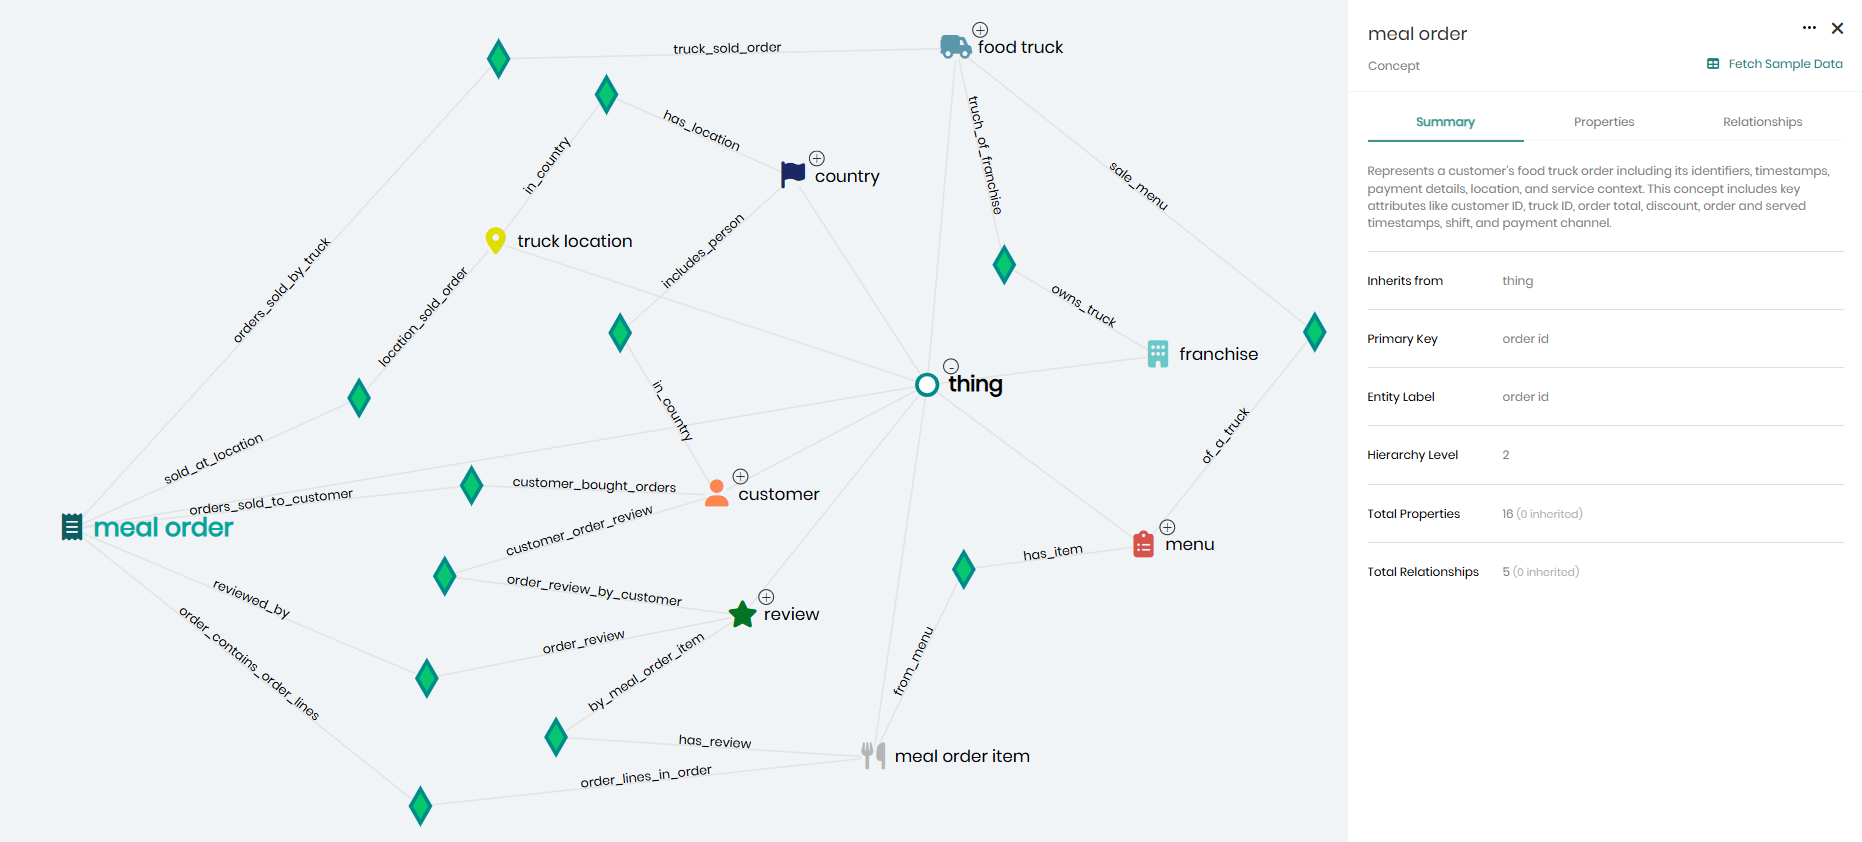 truck_sold_order
food truck
has_location
in_country
truch_of_franchise
country
sale_menu
includes_person
truck location
orders_sold_by_truck
location_sold_order
owns_truck
franchise
thing
in_country
of_a_truck
sold_at_location
customer_bought_orders
customer
orders_sold_to_customer
meal order
customer_order_review
has_item
menu
order_review_by_customer
reviewed_by
review
order_review
order_contains_order_lines
by_meal_order_item
from_menu
has_review
meal order item
order_lines_in_order
meal order
Concept
Fetch Sample Data
Summary
Properties
Relationships
Represents a customer's food truck order including its identifiers, timestamps,
payment details, location, and service context. This concept includes key
attributes like customer ID, truck ID, order total, discount, order and served
timestamps, shift, and payment channel.
Inherits from thing
Primary Key order id
Entity Label order id
Hierarchy Level 2
Total Properties 16 (0 inherited)
Total Relationships 5 (0 inherited)